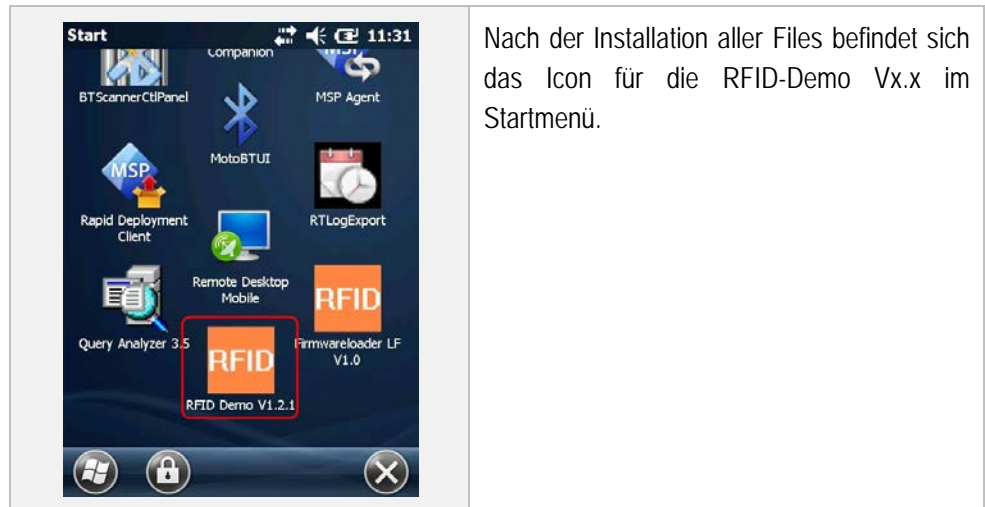 Start 11:31
Companion
BTScannerCtlPanel
MSP Agent
MotoBTUI
MSP
Rapid Deployment
Client
RTLogExport
Remote Desktop
Mobile
RFID
Query Analyzer 3.5
Firmwareloader LF
V1.0
RFID
RFID Demo V1.2.1
Nach der Installation aller Files befindet sich
das Icon für die RFID-Demo Vx.x im
Startmenü.